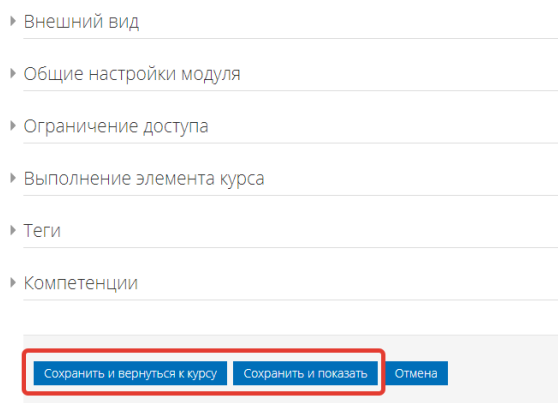 Внешний вид
Общие настройки модуля
Ограничение доступа
Выполнение элемента курса
Теги
Компетенции
Сохранить и вернуться к курсу Сохранить и показать Отмена